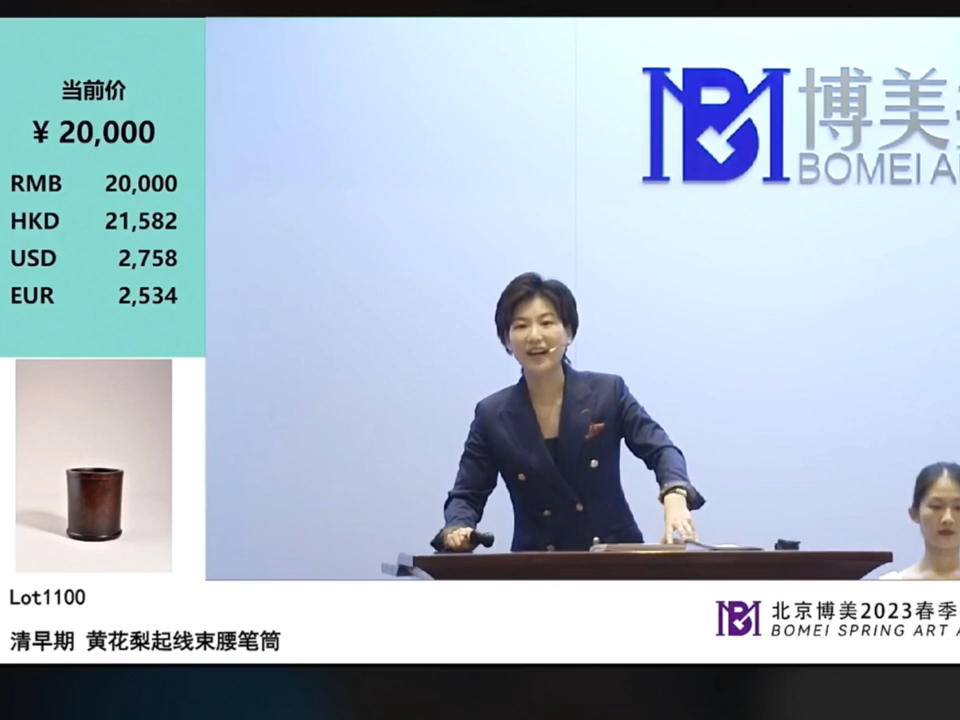 当前价
¥ 20,000
RMB 20,000
HKD 21,582
USD 2,758
EUR 2,534
博美
BOMEI A
Lot1100
清早期 黄花梨起线束腰笔筒
北京博美2023春季
BOMEI SPRING ART A